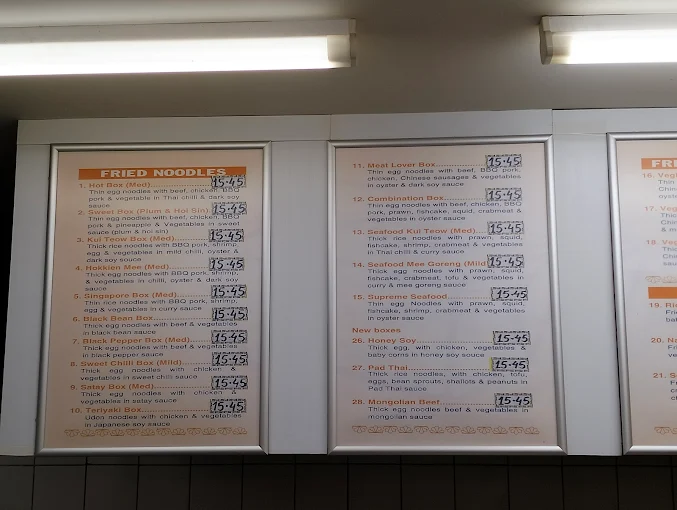 FRIED NOODLES
1. Hot Box (Med) 15-45
Thin egg noodles with beef, chicken, BBQ
pork & vegetable in Thai chilli & dark soy
sauce
2. Sweet Box (Plum & Hoi Sin) 15-45
Thin egg noodles with beef, chicken, BBQ
pork & pineapple & Vegetables in sweet
sauce (plum & hoi sin)
3. Kui Teow Box (Med) 15-45
Thick rice noodles with BBQ pork, shrimp,
egg & vegetables in mild chilli, oyster &
dark soy sauce
4. Hokkien Mee (Med) 15-45
Thick egg noodles with BBQ pork, shrimp,
& vegetables in chilli, oyster & dark soy
sauce
5. Singapore Box (Med) 15-45
Thin rice noodles with BBQ pork, shrimp,
egg & vegetables in curry sauce
6. Black Bean Box 15-45
Thick egg noodles with beef & vegetables
in black bean sauce
7. Black Pepper Box (Med) 15-45
Thick egg noodles with beef & vegetables
in black pepper sauce
8. Sweet Chilli Box (Mild) 15-45
Thick egg noodles with chicken &
vegetables in sweet chilli sauce
9. Satay Box (Med) 15-45
Thick egg noodles with chicken &
vegetables in satay sauce
10. Teriyaki Box 15-45
Udon noodles with chicken & vegetables
in Japanese soy sauce
11. Meat Lover Box 15-45
Thin egg noodles with beef, BBQ pork,
chicken, Chinese sausages & vegetables
in oyster & dark soy sauce
12. Combination Box 15-45
Thin egg noodles with beef, chicken, BBQ
pork, prawn, fishcake, squid, crabmeat &
vegetables in oyster sauce
13. Seafood Kui Teow (Med) 15-45
Thick rice noodles with prawn, squid,
fishcake, shrimp, crabmeat & vegetables
in Thai chilli & curry sauce
14. Seafood Mee Goreng (Mild) 15-45
Thick egg noodles with prawn, squid,
fishcake, crabmeat, tofu & vegetables in
curry & mee goreng sauce
15. Supreme Seafood 15-45
Thin egg Noodles with prawn, squid,
fishcake, shrimp, crabmeat & vegetables
in oyster sauce
New boxes
26. Honey Soy 15-45
Thick egg, with chicken, vegetables &
baby corns in honey soy souce
27. Pad Thai 15-45
Thick rice noodles, with chicken, tofu,
eggs, bean sprouts, shallots & peanuts in
Pad Thai sauce
28. Mongolian Beef 15-45
Thick egg noodles beef & vegetables in
mongolian sauce
16.
17.
18.
19.
20.
21.